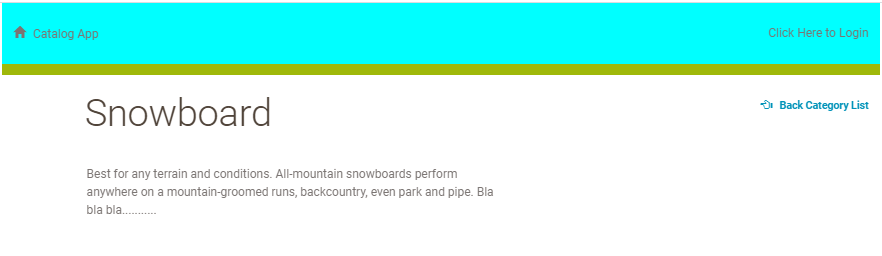 Catalog App
Click Here to Login
Snowboard
Back Category List
Best for any terrain and conditions. All-mountain snowboards perform
anywhere on a mountain-groomed runs, backcountry, even park and pipe. Bla
bla bla...........